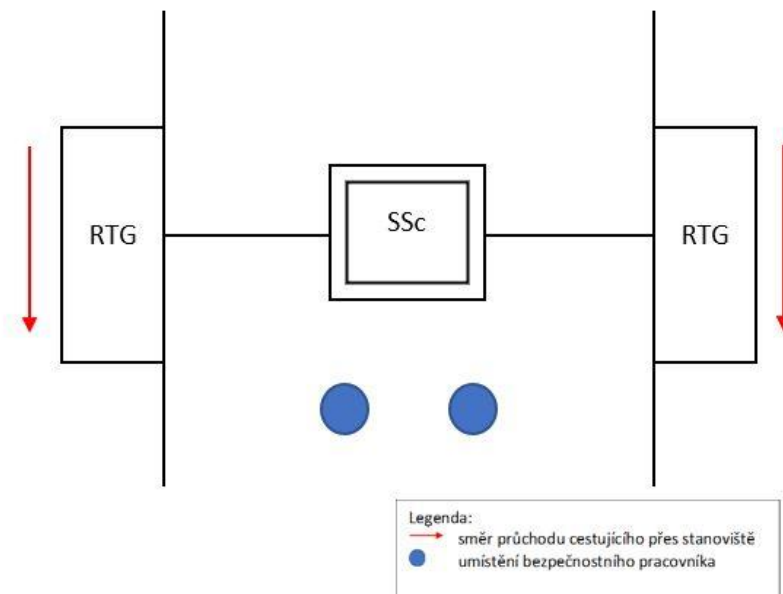 RTG
SSc
RTG
Legenda:
směr průchodu cestujícího přes stanoviště
umístění bezpečnostního pracovníka